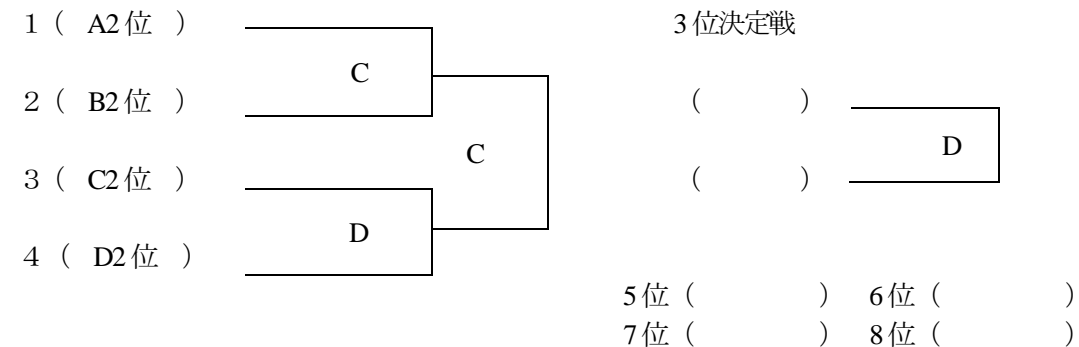 １（　A2位　）
C
２（　B2位　）
C
３（　C2位　）
D
４（　D2位　）
3位決定戦
（　　　　）
D
（　　　　）
5位（　　　　　）　6位（　　　　　）
7位（　　　　　）　8位（　　　　　）